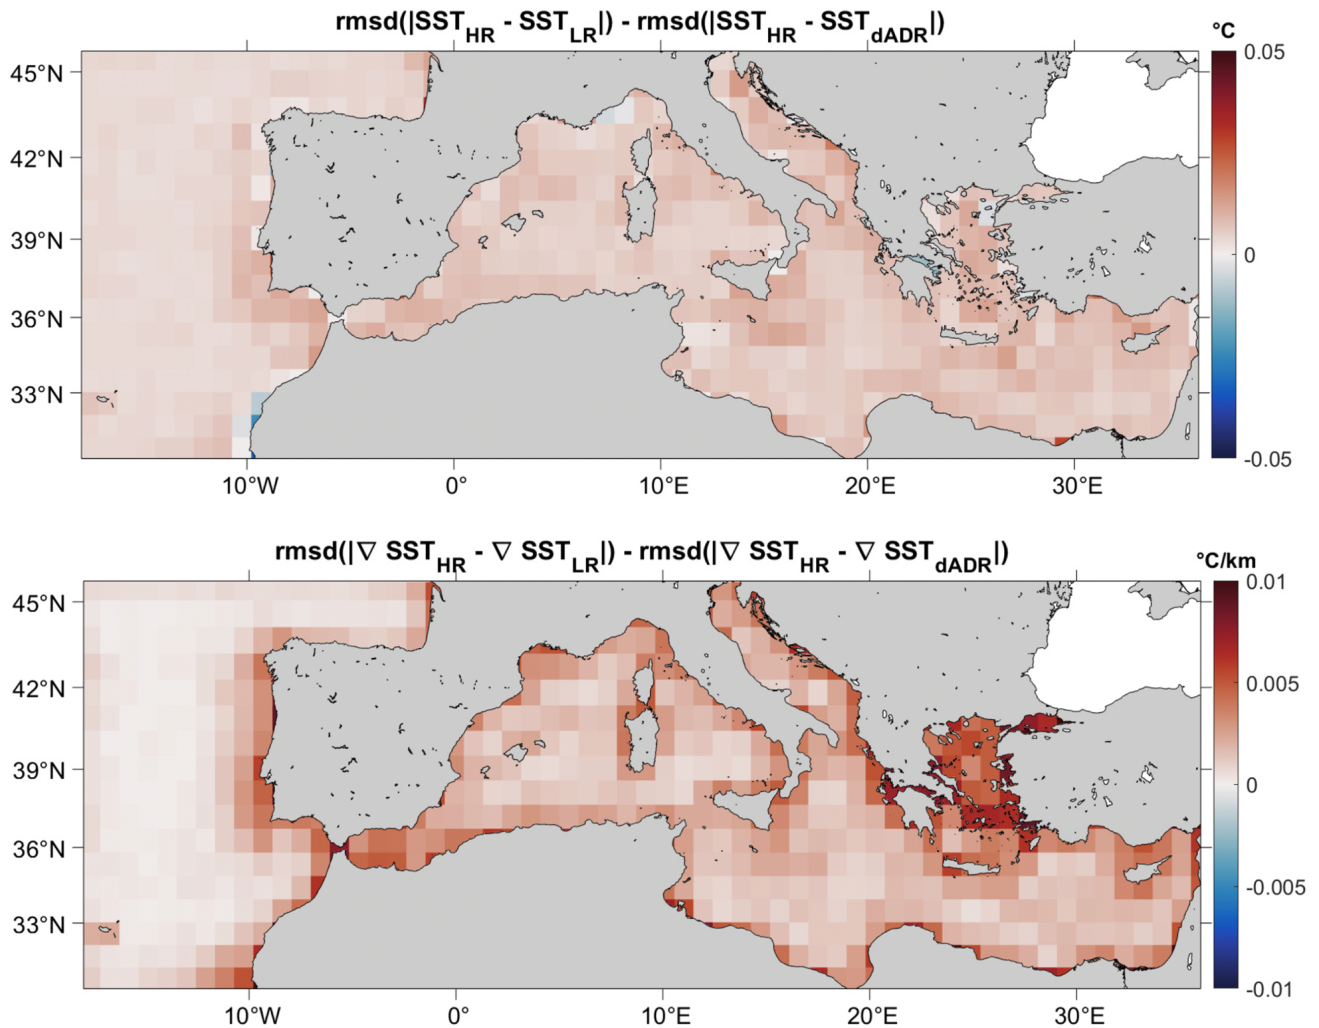 rmsd(|SST_HR - SST_LR|) - rmsd(|SST_HR - SST_dADR|)
°C
45°N
42°N
39°N
36°N
33°N
10°W
0°
10°E
20°E
30°E
0.05
0
-0.05
rmsd(|∇ SST_HR - ∇ SST_LR|) - rmsd(|∇ SST_HR - ∇ SST_dADR|)
°C/km
45°N
42°N
39°N
36°N
33°N
10°W
0°
10°E
20°E
30°E
0.01
0.005
0
-0.005
-0.01